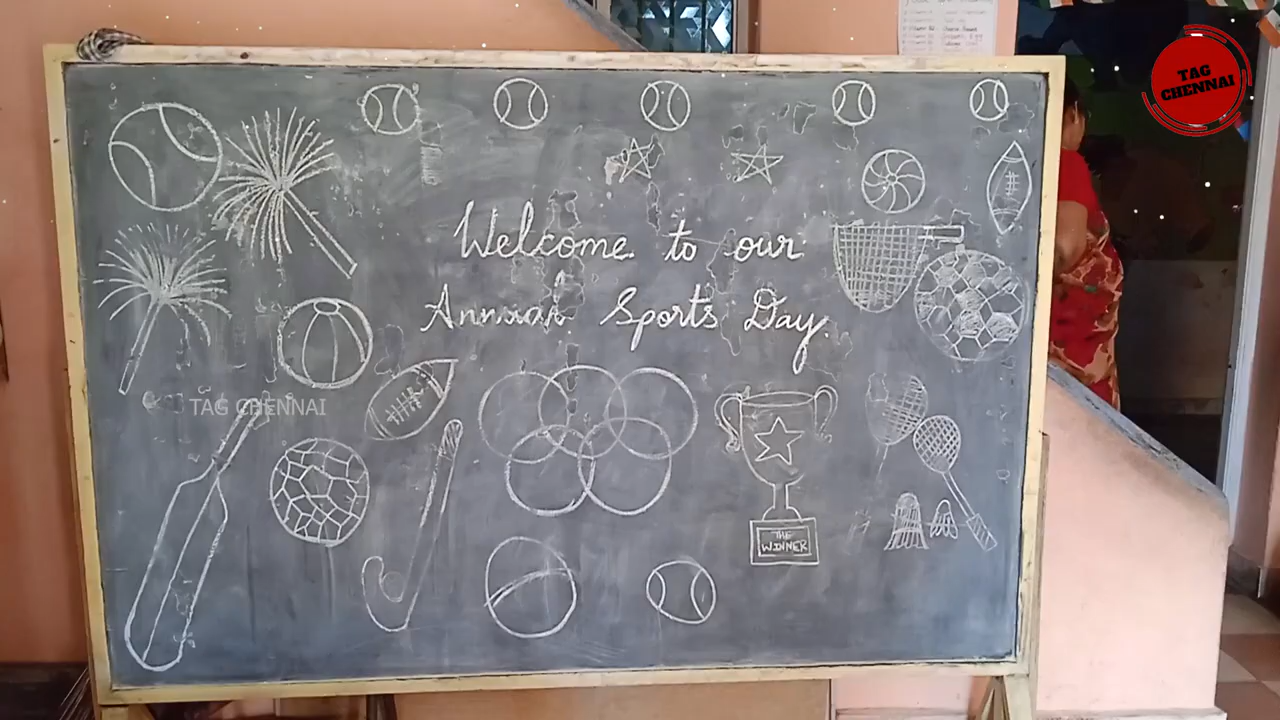 TAG
CHENNAI
Welcome to our
Annual Sports Day.
TAG CHENNAI
THE
WINNER